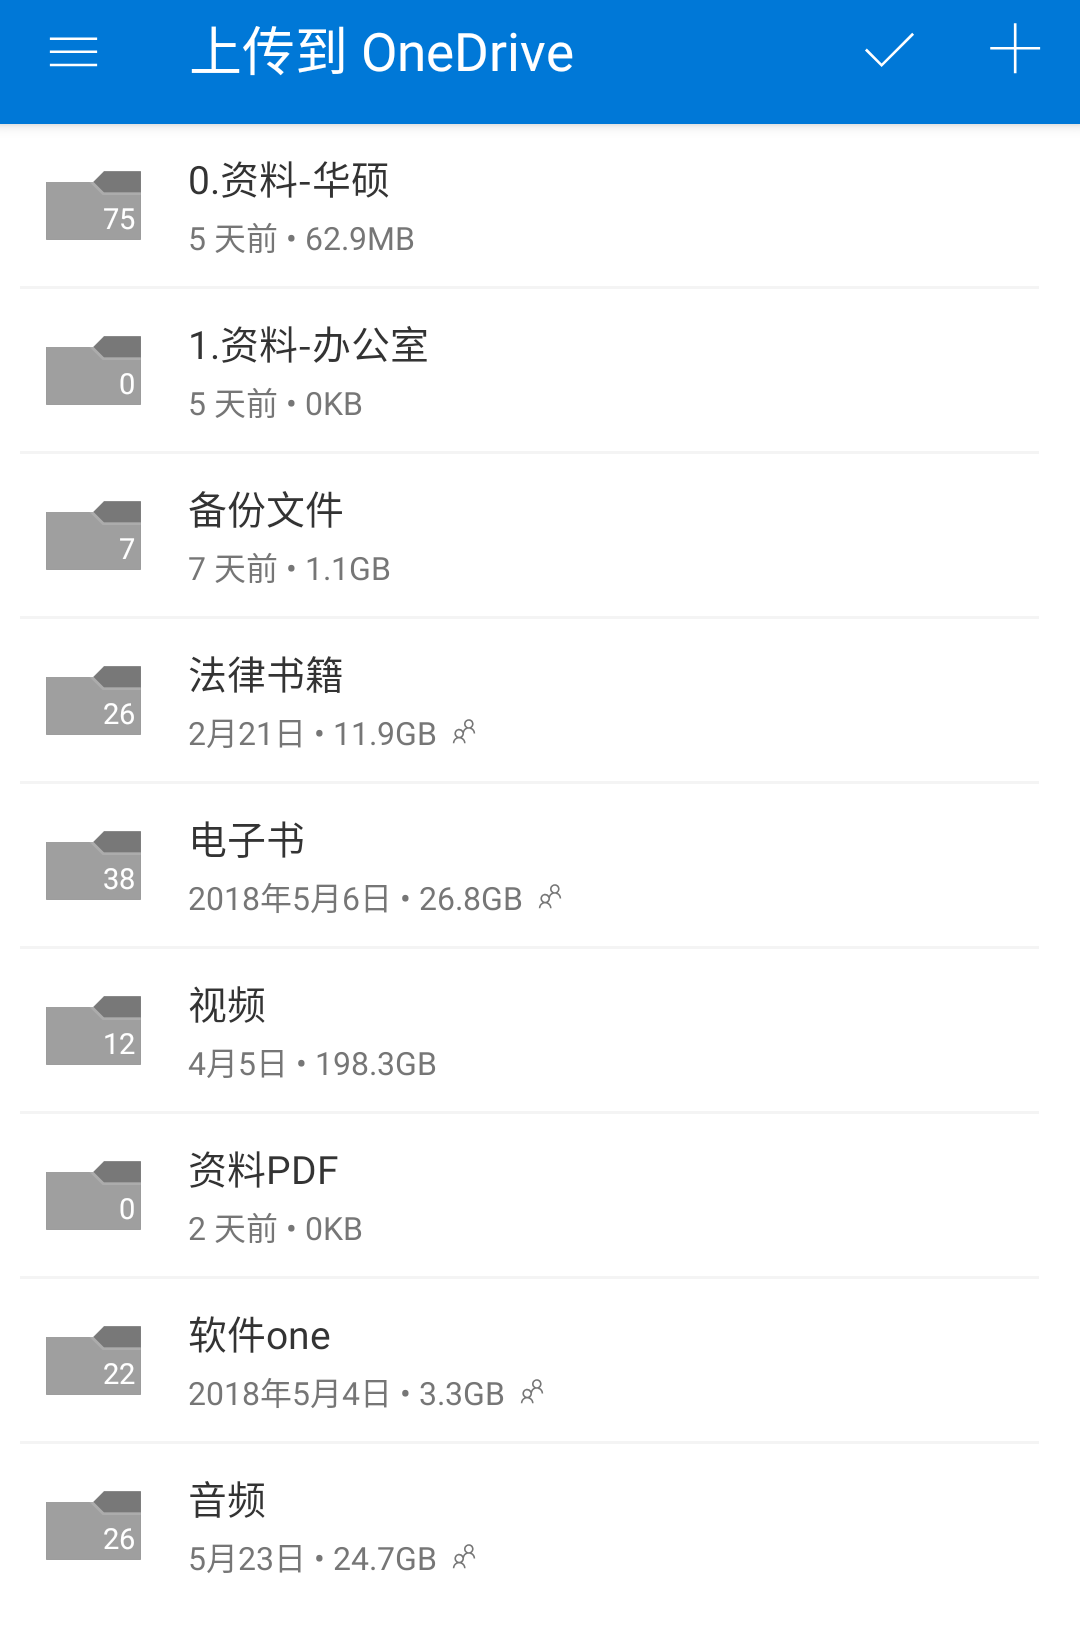 上传到 OneDrive
0.资料-华硕
75
5 天前 • 62.9MB
1.资料-办公室
0
5 天前 • 0KB
备份文件
7
7 天前 • 1.1GB
法律书籍
26
2月21日 • 11.9GB
电子书
38
2018年5月6日 • 26.8GB
视频
12
4月5日 • 198.3GB
资料PDF
0
2 天前 • 0KB
软件one
22
2018年5月4日 • 3.3GB
音频
26
5月23日 • 24.7GB